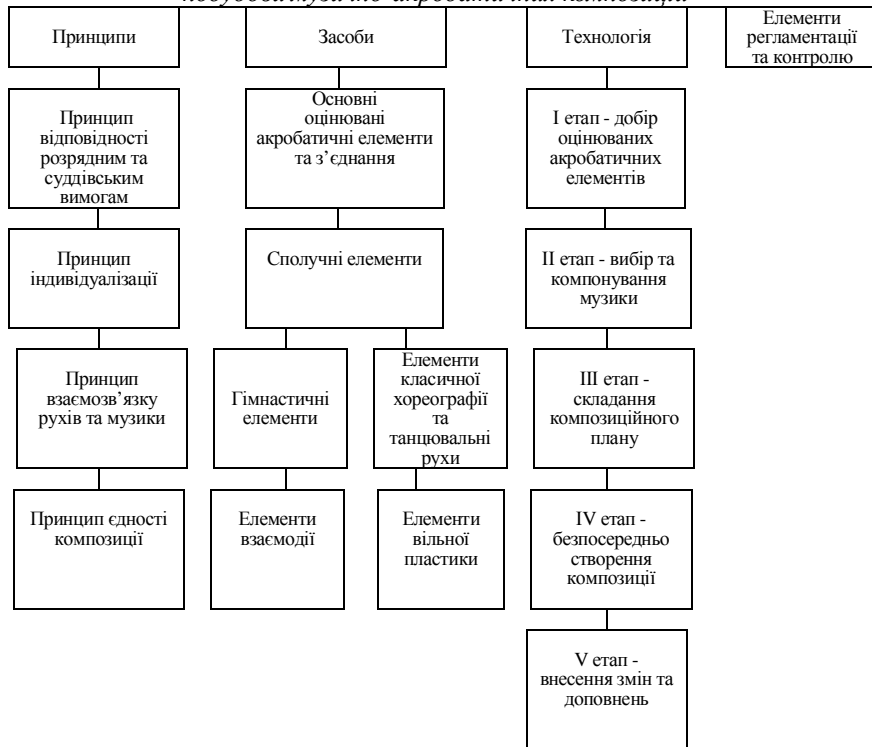 Принципи
Засоби
Технологія
Елементи
регламентації
та контролю
Принцип
відповідності
розрядним та
суддівським
вимогам
Основні
оцінювані
акробатичні елементи
та з’єднання
I етап - добір
оцінюваних
акробатичних
елементів
Принцип
індивідуалізації
Сполучні елементи
II етап - вибір та
компонування
музики
Принцип
взаємозв’язку
рухів та музики
Гімнастичні
елементи
Елементи
класичної
хореографії
та
танцювальні
рухи
III етап -
складання
композиційного
плану
Принцип єдності
композиції
Елементи
взаємодії
Елементи
вільної
пластики
IV етап -
безпосередньо
створення
композиції
V етап -
внесення змін та
доповнень